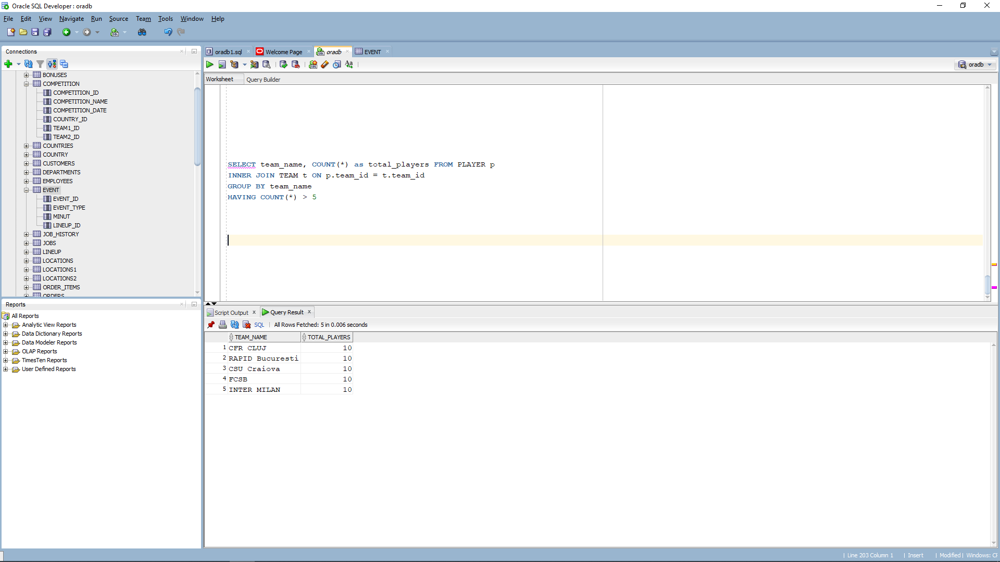 Oracle SQL Developer : oradb
File Edit View Navigate Run Source Team Tools Window Help
Connections
BONUSES
COMPETITION
COMPETITION_ID
COMPETITION_NAME
COMPETITION_DATE
COUNTRY_ID
TEAM1_ID
TEAM2_ID
COUNTRIES
COUNTRY
CUSTOMERS
DEPARTMENTS
EMPLOYEES
EVENT
EVENT_ID
EVENT_TYPE
MINUT
LINEUP_ID
JOB_HISTORY
JOBS
LINEUP
LOCATIONS
LOCATIONS1
LOCATIONS2
ORDER_ITEMS
ORDERS
Reports
All Reports
Analytic View Reports
Data Dictionary Reports
Data Modeler Reports
OLAP Reports
TimesTen Reports
User Defined Reports
oradb1.sql Welcome Page oradb EVENT
oradb
Worksheet Query Builder
SELECT team_name, COUNT(*) as total_players FROM PLAYER p
INNER JOIN TEAM t ON p.team_id = t.team_id
GROUP BY team_name
HAVING COUNT(*) > 5
Script Output Query Result
SQL All Rows Fetched: 5 in 0.006 seconds
TEAM_NAME TOTAL_PLAYERS
1 CFR CLUJ 10
2 RAPID Bucuresti 10
3 CSU Craiova 10
4 FCSB 10
5 INTER MILAN 10
Line 203 Column 1 Insert Modified Windows: